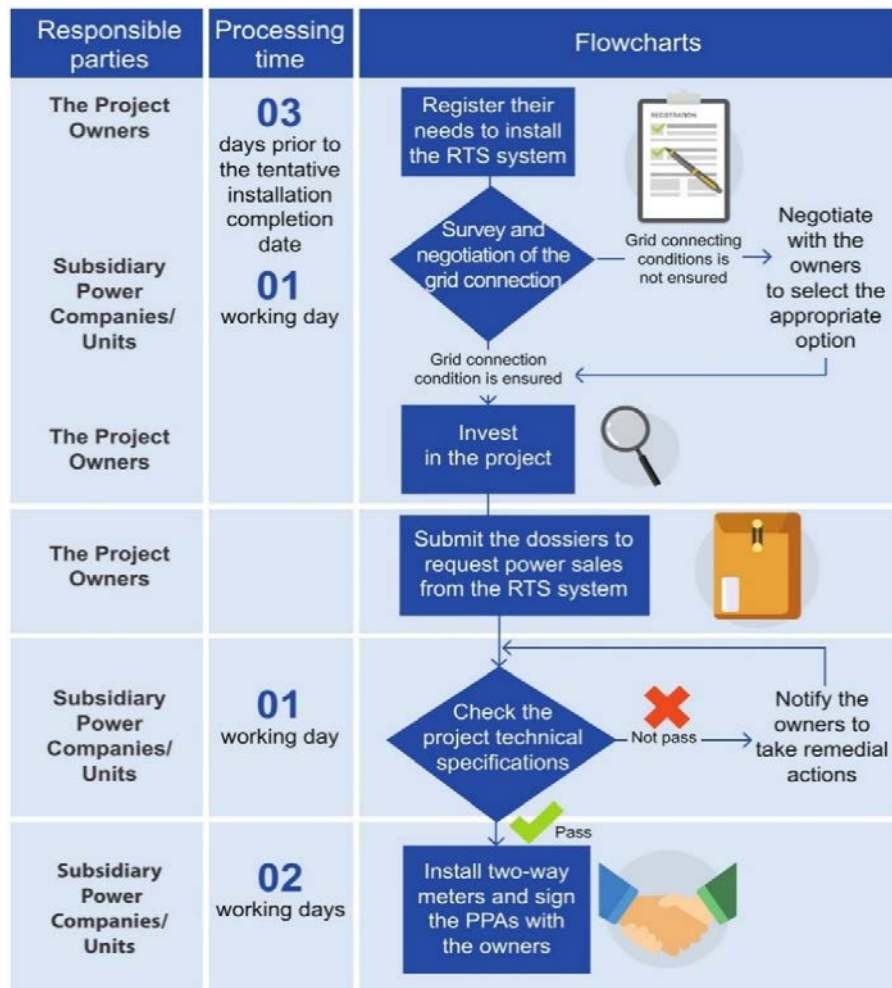 Responsible
parties
Processing
time
Flowcharts
The Project
Owners
03
days prior to
the tentative
installation
completion
date
Register their
needs to install
the RTS system
REGISTRATION
Subsidiary
Power
Companies/
Units
01
working day
Survey and
negotiation of the
grid connection
Grid connecting
conditions is
not ensured
Negotiate
with the
owners
to select the
appropriate
option
Grid connection
condition is ensured
The Project
Owners
Invest
in the project
The Project
Owners
Submit the dossiers to
request power sales
from the RTS system
Subsidiary
Power
Companies/
Units
01
working day
Check the
project technical
specifications
Not pass
Notify the
owners to
take remedial
actions
Pass
Subsidiary
Power
Companies/
Units
02
working days
Install two-way
meters and sign
the PPAs with
the owners